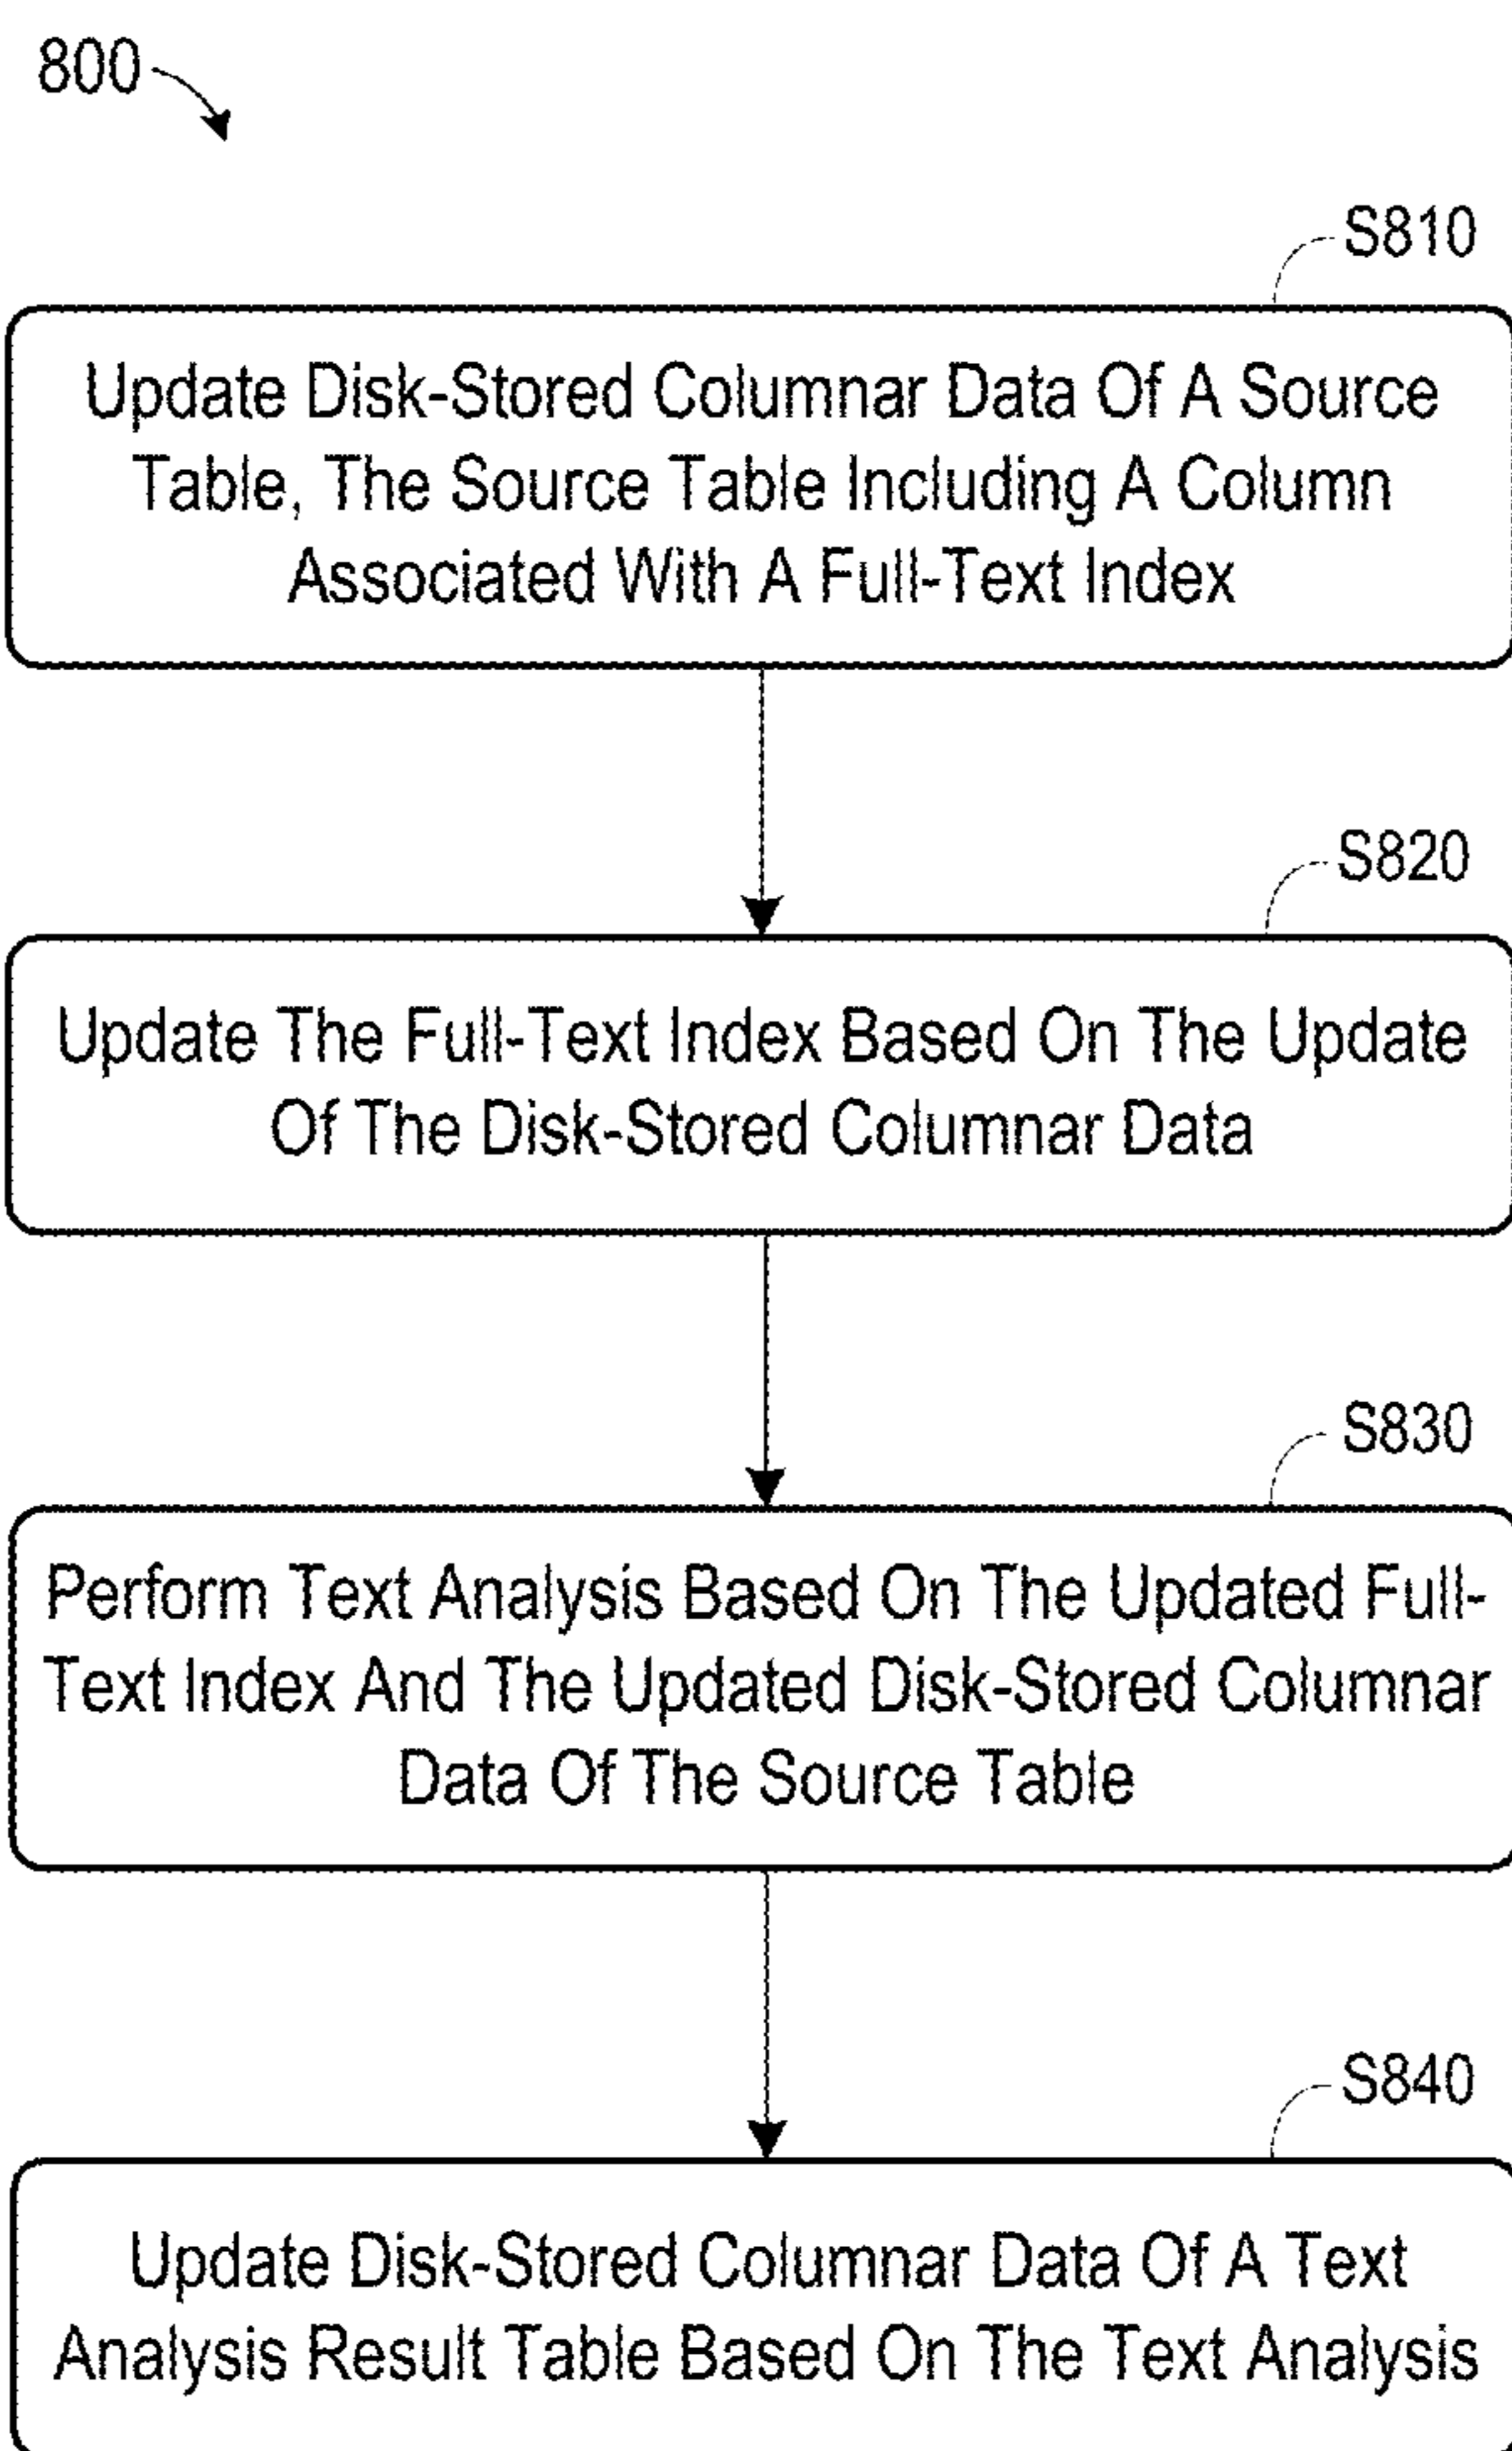 800
S810
Update Disk-Stored Columnar Data Of A Source
Table, The Source Table Including A Column
Associated With A Full-Text Index
S820
Update The Full-Text Index Based On The Update
Of The Disk-Stored Columnar Data
S830
Perform Text Analysis Based On The Updated Full-
Text Index And The Updated Disk-Stored Columnar
Data Of The Source Table
S840
Update Disk-Stored Columnar Data Of A Text
Analysis Result Table Based On The Text Analysis